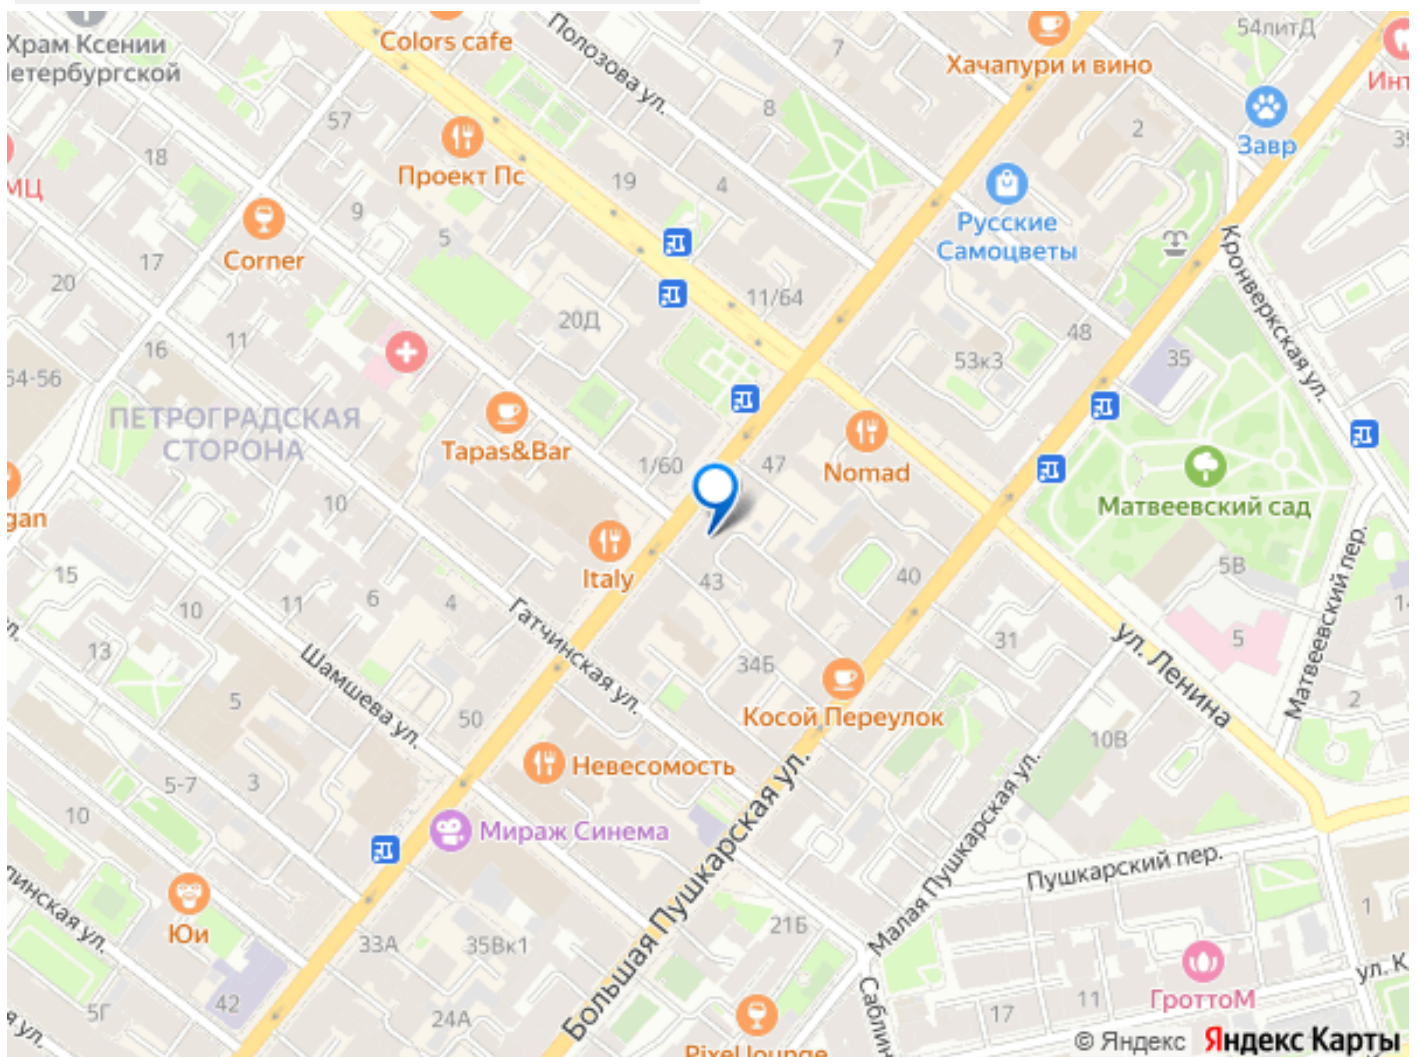 Храм Ксении
Петербургской
Colors cafe
Полозова ул.
7
Хачапури и вино
54литД
8
57
2
Завр
18
Проект Пс
19
4
МЦ
9
Русские
Самоцветы
5
Corner
17
20
Кронверкская ул.
11/64
20Д
11
16
48
53к3
35
54-56
ПЕТРОГРАДСКАЯ
СТОРОНА
Tapas&Bar
1/60
47
Nomad
Матвеевский сад
10
Italy
43
40
5В
15
6
11
4
10
Гатчинская ул.
31
5
Матвеевский пер.
13
Шамшева ул.
34Б
ул. Ленина
5
2
50
Косой Переулок
10В
Невесомость
5-7
3
10
Мираж Синема
Большая Пушкарская ул.
Малая Пушкарская ул.
Пушкарский пер.
Юи
33А
35Вк1
21Б
1
42
5Г
24А
17
11
ГроттоМ
ул. К
Pixel lounge
© Яндекс Яндекс Карты